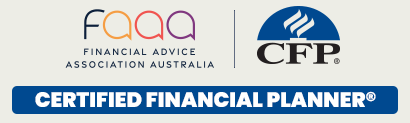 faaa
FINANCIAL ADVICE
ASSOCIATION AUSTRALIA
CFP®
CERTIFIED FINANCIAL PLANNER®